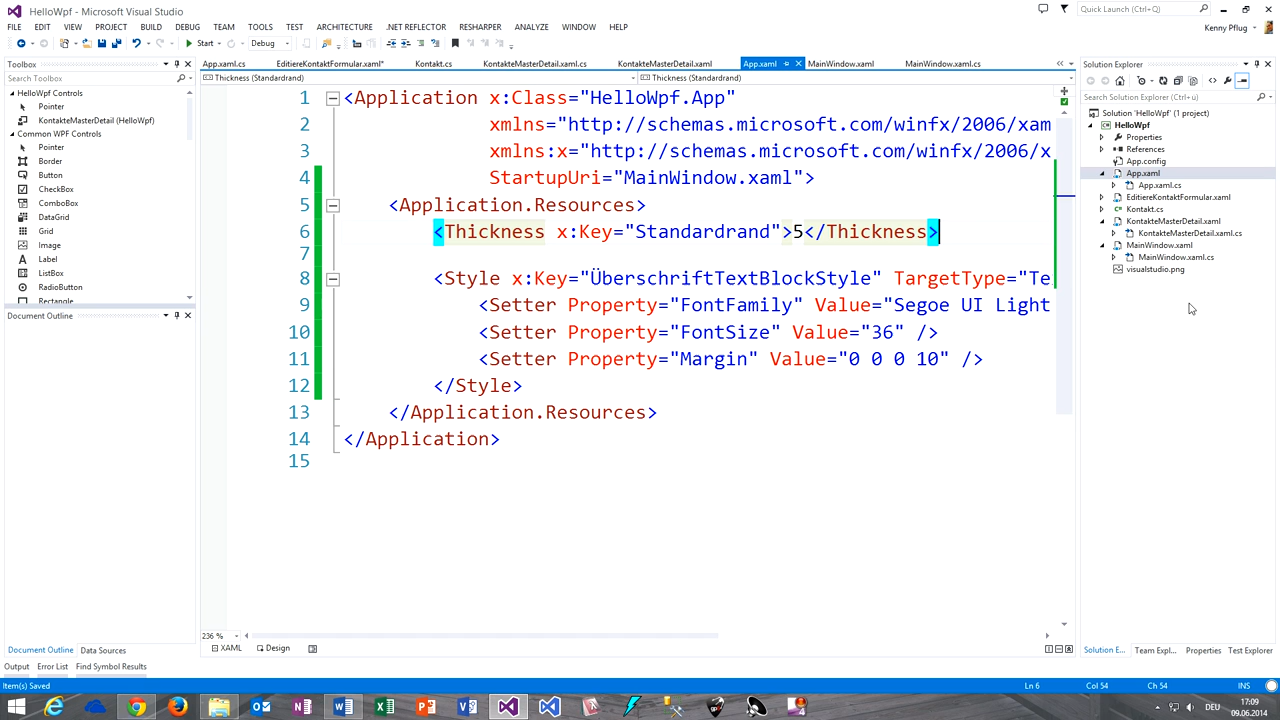 HelloWpf - Microsoft Visual Studio
Quick Launch (Ctrl+Ü)
FILE EDIT VIEW PROJECT BUILD DEBUG TEAM TOOLS TEST ARCHITECTURE .NET REFLECTOR RESHARPER ANALYZE WINDOW HELP
Kenny Pflug
Start Debug
Toolbox
App.xaml.cs EditiereKontaktFormular.xaml* Kontakt.cs KontakteMasterDetail.xaml.cs KontakteMasterDetail.xaml App.xaml MainWindow.xaml MainWindow.xaml.cs
Solution Explorer
Search Toolbox
Thickness (Standardrand) Thickness (Standardrand)
HelloWpf Controls
Pointer
KontakteMasterDetail (HelloWpf)
Common WPF Controls
Pointer
Border
Button
CheckBox
ComboBox
DataGrid
Grid
Image
Label
ListBox
RadioButton
Rectangle
Document Outline
1 <Application x:Class="HelloWpf.App"
2 xmlns="http://schemas.microsoft.com/winfx/2006/xam
3 xmlns:x="http://schemas.microsoft.com/winfx/2006/x
4 StartupUri="MainWindow.xaml">
5 <Application.Resources>
6 <Thickness x:Key="Standardrand">5</Thickness>
7
8 <Style x:Key="ÜberschriftTextBlockStyle" TargetType="Te
9 <Setter Property="FontFamily" Value="Segoe UI Light
10 <Setter Property="FontSize" Value="36" />
11 <Setter Property="Margin" Value="0 0 0 10" />
12 </Style>
13 </Application.Resources>
14 </Application>
15
Search Solution Explorer (Ctrl+ü)
Solution 'HelloWpf' (1 project)
HelloWpf
Properties
References
App.config
App.xaml
App.xaml.cs
EditiereKontaktFormular.xaml
Kontakt.cs
KontakteMasterDetail.xaml
KontakteMasterDetail.xaml.cs
MainWindow.xaml
MainWindow.xaml.cs
visualstudio.png
236 %
XAML Design
Document Outline Data Sources
Solution E... Team Expl... Properties Test Explorer
Output Error List Find Symbol Results
Item(s) Saved
Ln 6 Col 54 Ch 54 INS
DEU
17:09
09.06.2014